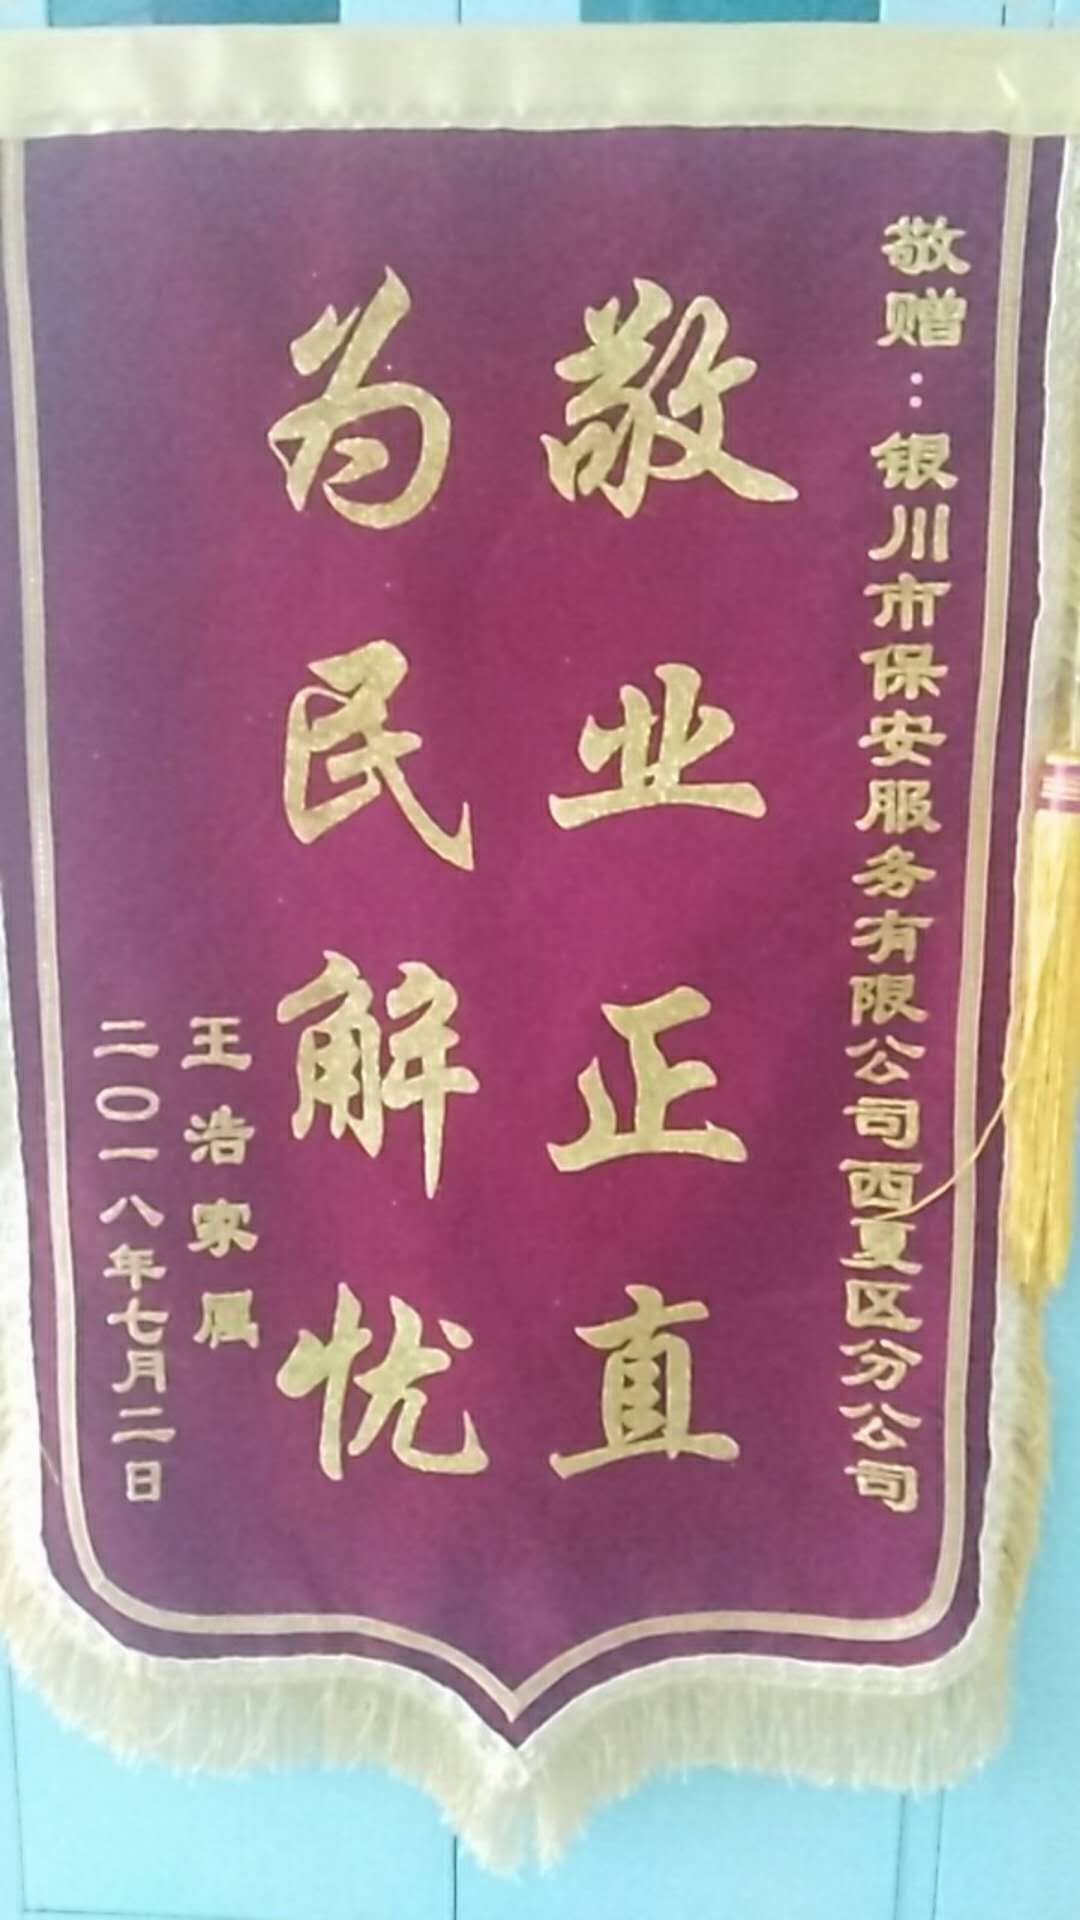 敬赠：银川市保安服务有限公司西夏区分公司
敬业正直
为民解忧
王浩家属
二〇一八年七月二日